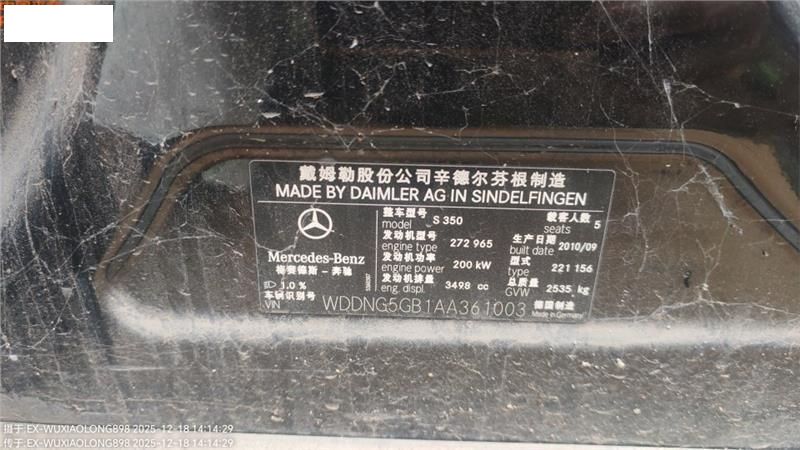 戴姆勒股份公司辛德尔芬根制造
MADE BY DAIMLER AG IN SINDELFINGEN
Mercedes-Benz
梅赛德斯-奔驰
整车型号
model S 350
载客人数
seats 5
发动机型号
engine type 272 965
生产日期
built date 2010/09
发动机功率
engine power 200 kW
型式
type 221 156
发动机排量
eng. displ. 3498 cc
总质量
GVW 2535 kg
1.0 %
车辆识别号
VIN WDDNG5GB1AA361003
德国制造
Made in Germany
摄于:EX-WUXIAOLONG898 2025-12-18 14:14:29
传于:EX-WUXIAOLONG898 2025-12-18 14:14:29